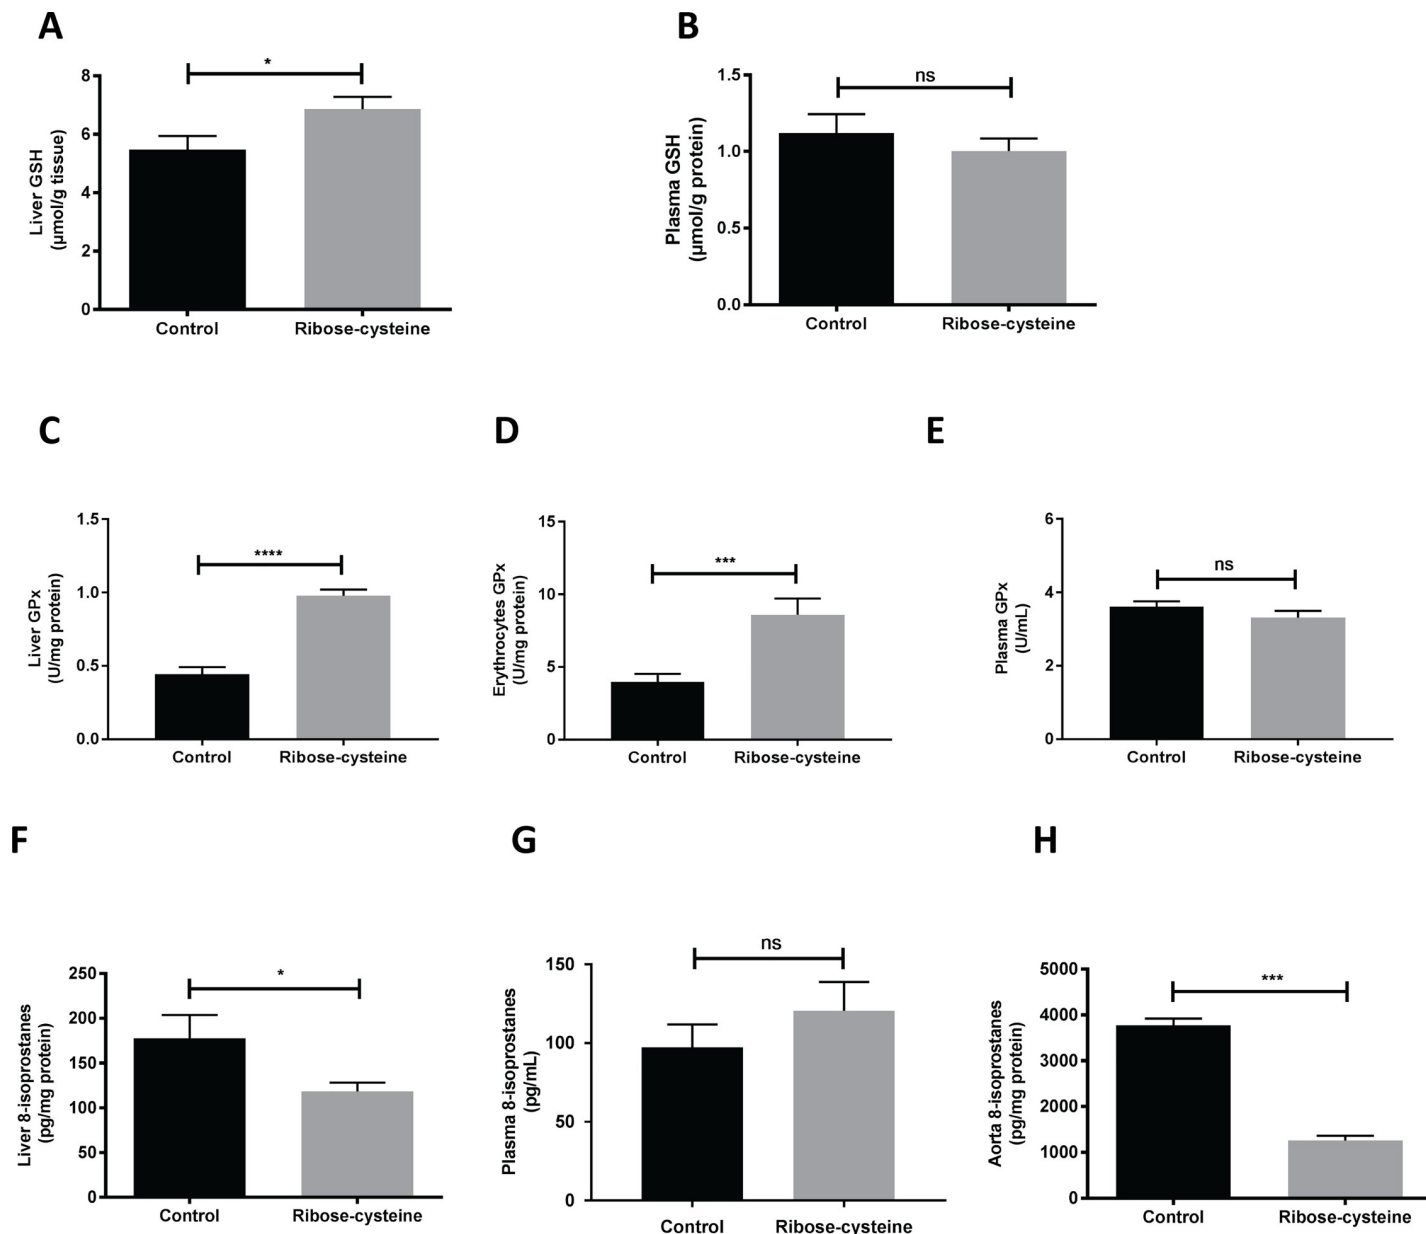 A
*
8
6
4
2
0
Liver GSH
(µmol/g tissue)
Control
Ribose-cysteine
B
ns
1.5
1.0
0.5
0.0
Plasma GSH
(µmol/g protein)
Control
Ribose-cysteine
C
****
1.5
1.0
0.5
0.0
Liver GPx
(U/mg protein)
Control
Ribose-cysteine
D
***
15
10
5
0
Erythrocytes GPx
(U/mg protein)
Control
Ribose-cysteine
E
ns
6
4
2
0
Plasma GPx
(U/mL)
Control
Ribose-cysteine
F
*
250
200
150
100
50
0
Liver 8-isoprostanes
(pg/mg protein)
Control
Ribose-cysteine
G
ns
150
100
50
0
Plasma 8-isoprostanes
(pg/mL)
Control
Ribose-cysteine
H
***
5000
4000
3000
2000
1000
0
Aorta 8-isoprostanes
(pg/mg protein)
Control
Ribose-cysteine